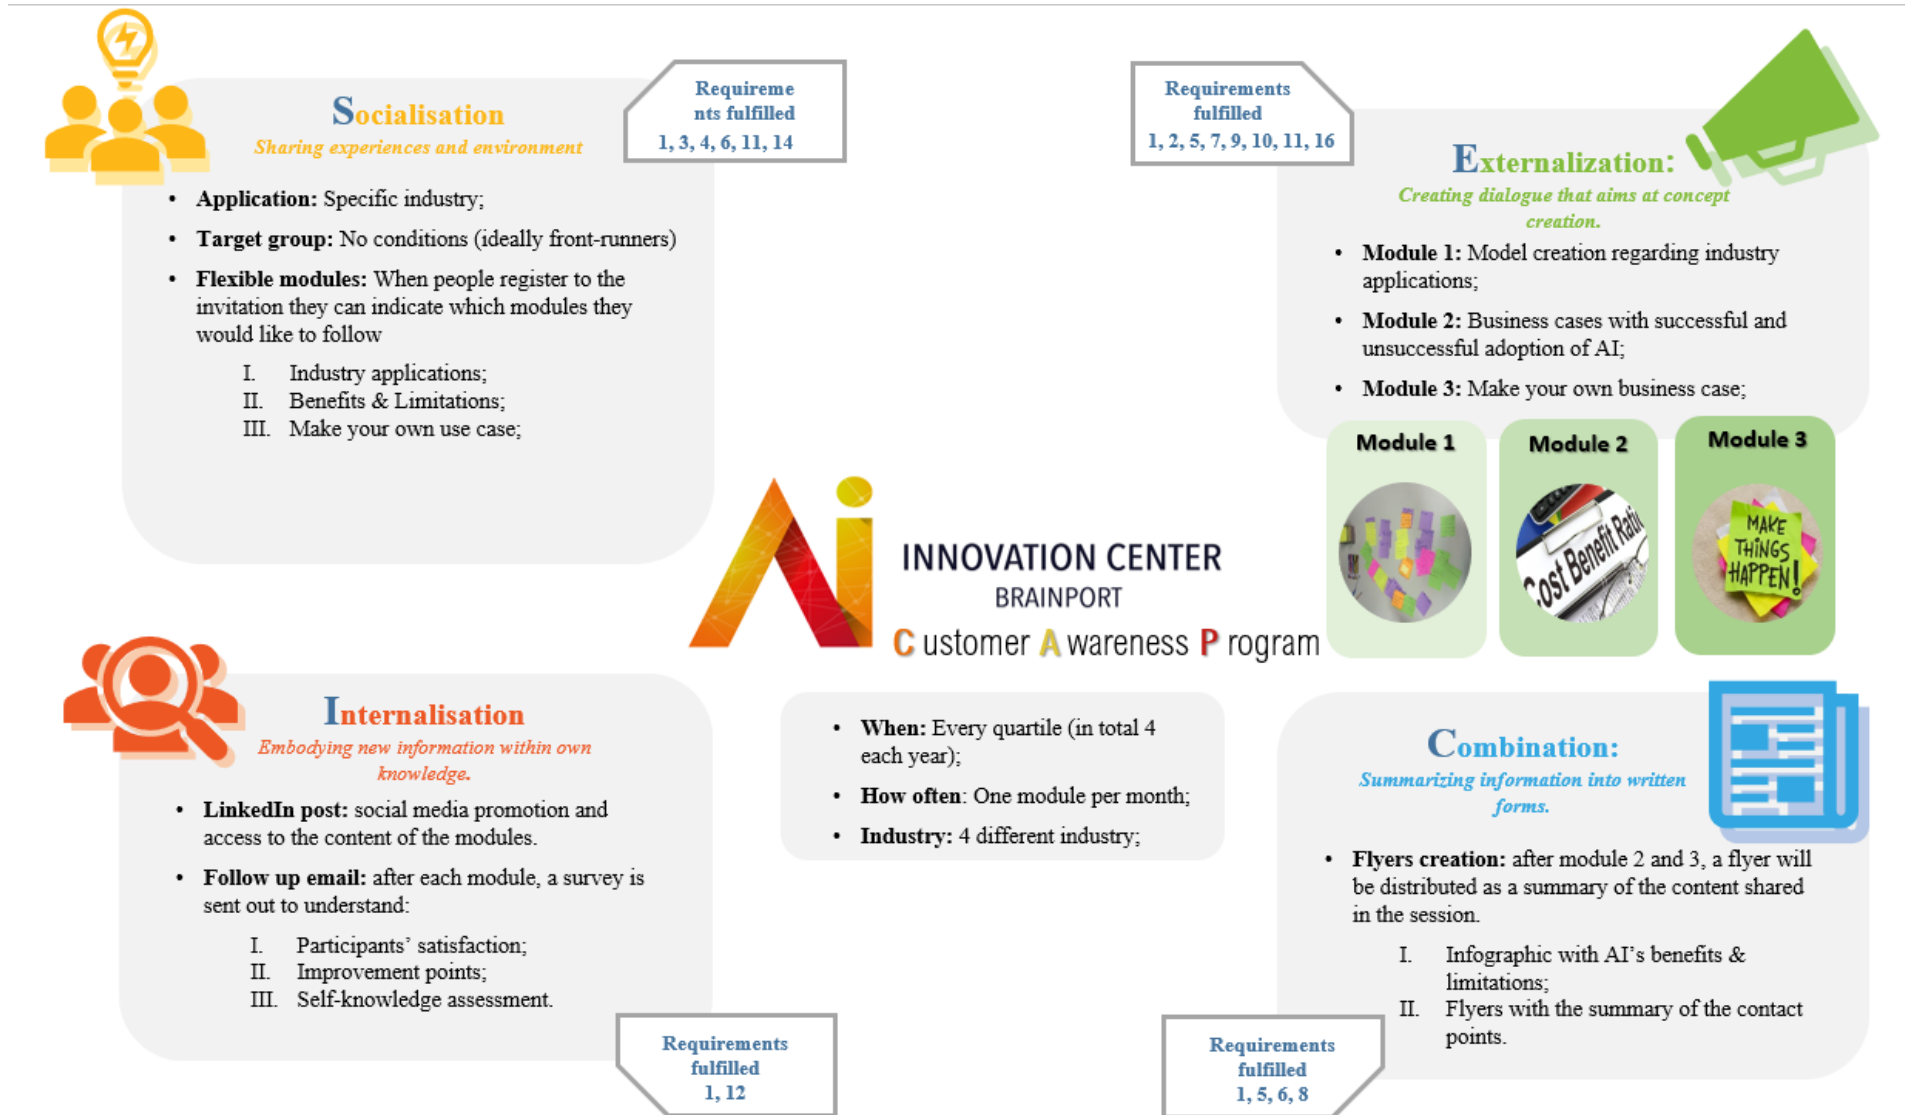 Socialisation
Sharing experiences and environment
Requireme
nts fulfilled
1, 3, 4, 6, 11, 14
• Application: Specific industry;
• Target group: No conditions (ideally front-runners)
• Flexible modules: When people register to the
invitation they can indicate which modules they
would like to follow
I. Industry applications;
II. Benefits & Limitations;
III. Make your own use case;
Requirements
fulfilled
1, 2, 5, 7, 9, 10, 11, 16
Externalization:
Creating dialogue that aims at concept
creation.
• Module 1: Model creation regarding industry
applications;
• Module 2: Business cases with successful and
unsuccessful adoption of AI;
• Module 3: Make your own business case;
Module 1
Module 2
Module 3
Cost Benefit Ratio
MAKE
THINGS
HAPPEN!
Ai
INNOVATION CENTER
BRAINPORT
Customer Awareness Program
• When: Every quartile (in total 4
each year);
• How often: One module per month;
• Industry: 4 different industry;
Internalisation
Embodying new information within own
knowledge.
• LinkedIn post: social media promotion and
access to the content of the modules.
• Follow up email: after each module, a survey is
sent out to understand:
I. Participants’ satisfaction;
II. Improvement points;
III. Self-knowledge assessment.
Requirements
fulfilled
1, 12
Combination:
Summarizing information into written
forms.
• Flyers creation: after module 2 and 3, a flyer will
be distributed as a summary of the content shared
in the session.
I. Infographic with AI’s benefits &
limitations;
II. Flyers with the summary of the contact
points.
Requirements
fulfilled
1, 5, 6, 8